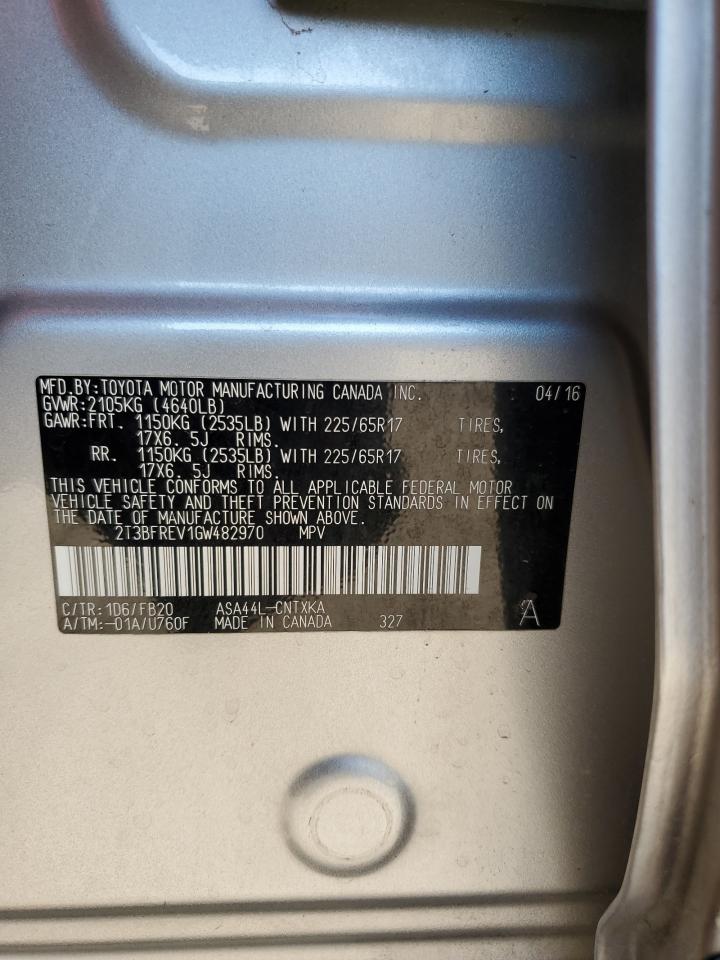 MFD.BY:TOYOTA MOTOR MANUFACTURING CANADA INC. 04/16
GVWR:2105KG (4640LB)
GAWR:FRT. 1150KG (2535LB) WITH 225/65R17 TIRES,
17X6. 5J RIMS.
RR. 1150KG (2535LB) WITH 225/65R17 TIRES,
17X6. 5J RIMS.
THIS VEHICLE CONFORMS TO ALL APPLICABLE FEDERAL MOTOR
VEHICLE SAFETY AND THEFT PREVENTION STANDARDS IN EFFECT ON
THE DATE OF MANUFACTURE SHOWN ABOVE.
2T3BFREV1GW482970 MPV
C/TR:1D6/FB20 ASA44L-CNTXKA
A/TM:-01A/U760F MADE IN CANADA 327 A